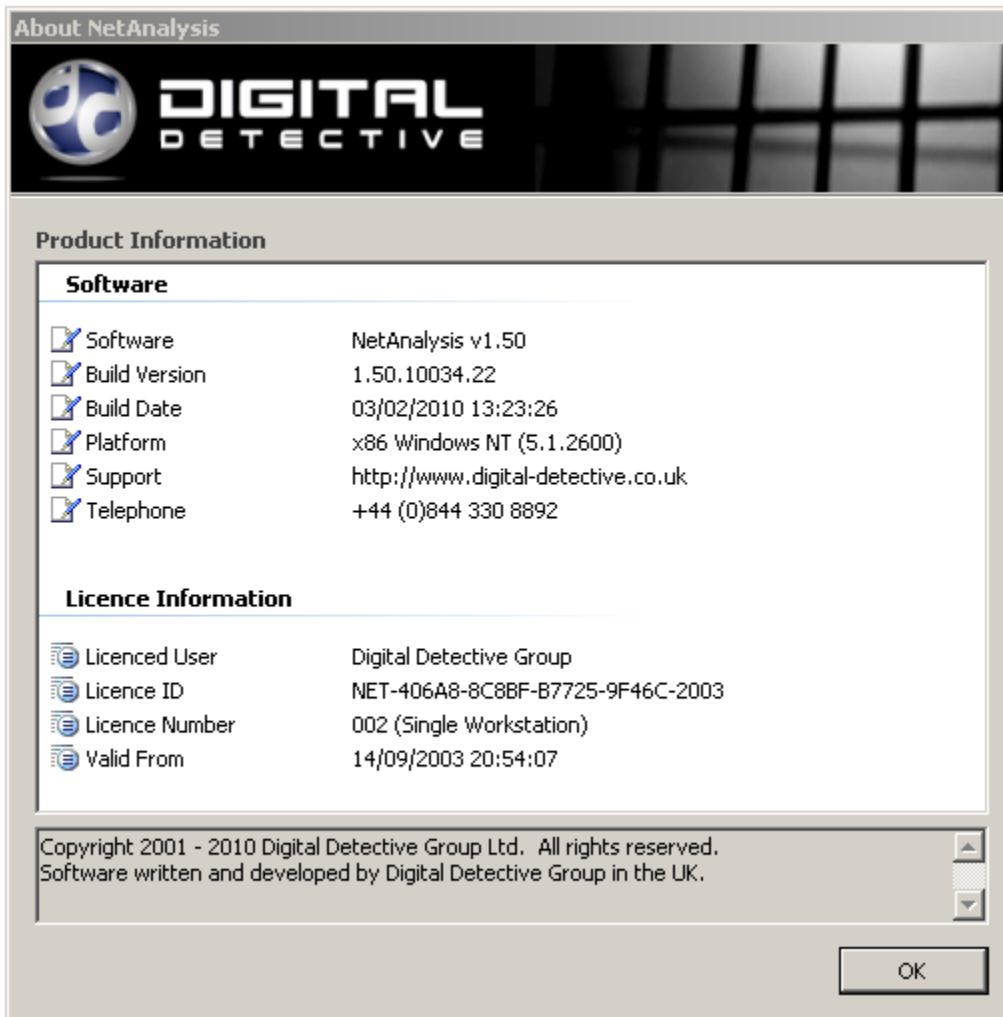 About NetAnalysis
DIGITAL
DETECTIVE
Product Information
Software
Software NetAnalysis v1.50
Build Version 1.50.10034.22
Build Date 03/02/2010 13:23:26
Platform x86 Windows NT (5.1.2600)
Support http://www.digital-detective.co.uk
Telephone +44 (0)844 330 8892
Licence Information
Licenced User Digital Detective Group
Licence ID NET-406A8-8C8BF-B7725-9F46C-2003
Licence Number 002 (Single Workstation)
Valid From 14/09/2003 20:54:07
Copyright 2001 - 2010 Digital Detective Group Ltd. All rights reserved.
Software written and developed by Digital Detective Group in the UK.
OK